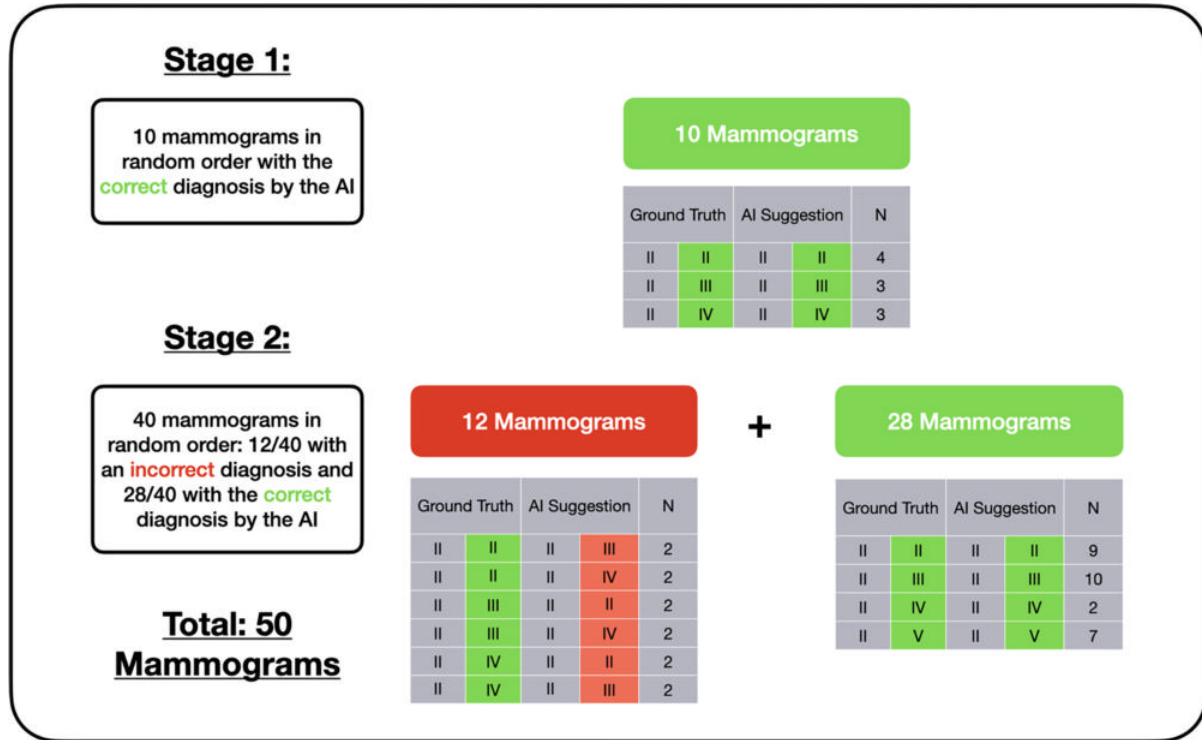 Stage 1:
10 mammograms in
random order with the
correct diagnosis by the AI
10 Mammograms
Ground Truth AI Suggestion N
II II II II 4
II III II III 3
II IV II IV 3
Stage 2:
40 mammograms in
random order: 12/40 with
an incorrect diagnosis and
28/40 with the correct
diagnosis by the AI
12 Mammograms
Ground Truth AI Suggestion N
II II II III 2
II II II IV 2
II III II II 2
II III II IV 2
II IV II II 2
II IV II III 2
+
28 Mammograms
Ground Truth AI Suggestion N
II II II II 9
II III II III 10
II IV II IV 2
II V II V 7
Total: 50
Mammograms